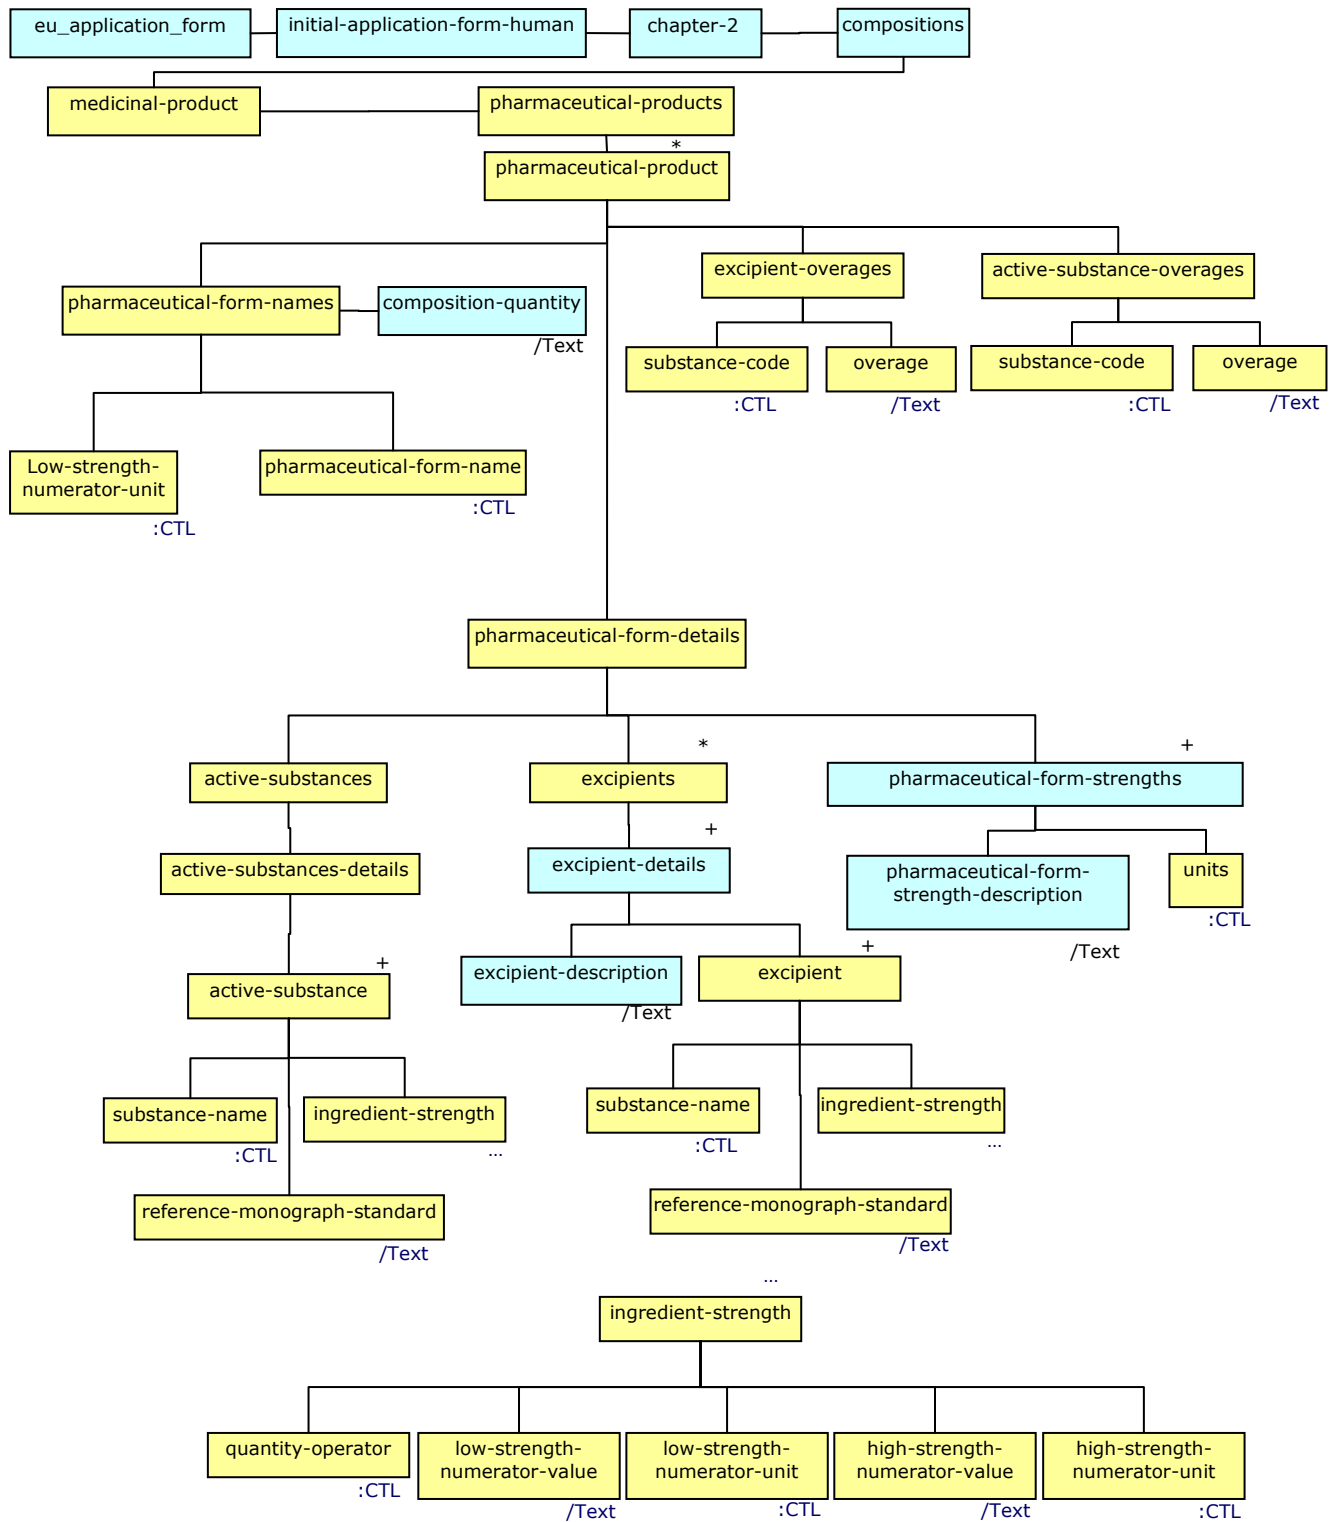 eu_application_form
initial-application-form-human
chapter-2
compositions
medicinal-product
pharmaceutical-products
*
pharmaceutical-product
excipient-overages
active-substance-overages
pharmaceutical-form-names
composition-quantity
/Text
substance-code
:CTL
overage
/Text
substance-code
:CTL
overage
/Text
Low-strength-
numerator-unit
:CTL
pharmaceutical-form-name
:CTL
pharmaceutical-form-details
active-substances
*
excipients
+
pharmaceutical-form-strengths
active-substances-details
+
excipient-details
pharmaceutical-form-
strength-description
/Text
units
:CTL
+
active-substance
excipient-description
/Text
+
excipient
substance-name
:CTL
ingredient-strength
...
reference-monograph-standard
/Text
substance-name
:CTL
ingredient-strength
...
reference-monograph-standard
/Text
...
ingredient-strength
quantity-operator
:CTL
low-strength-
numerator-value
/Text
low-strength-
numerator-unit
:CTL
high-strength-
numerator-value
/Text
high-strength-
numerator-unit
:CTL